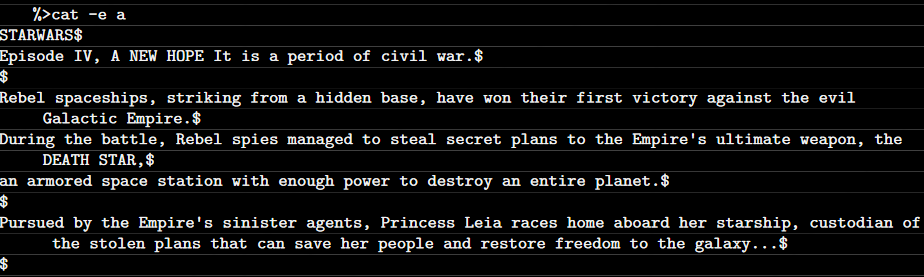 %>cat -e a
STARWARS$
Episode IV, A NEW HOPE It is a period of civil war.$
$
Rebel spaceships, striking from a hidden base, have won their first victory against the evil
Galactic Empire.$
During the battle, Rebel spies managed to steal secret plans to the Empire's ultimate weapon, the
DEATH STAR,$
an armored space station with enough power to destroy an entire planet.$
$
Pursued by the Empire's sinister agents, Princess Leia races home aboard her starship, custodian of
the stolen plans that can save her people and restore freedom to the galaxy...$
$